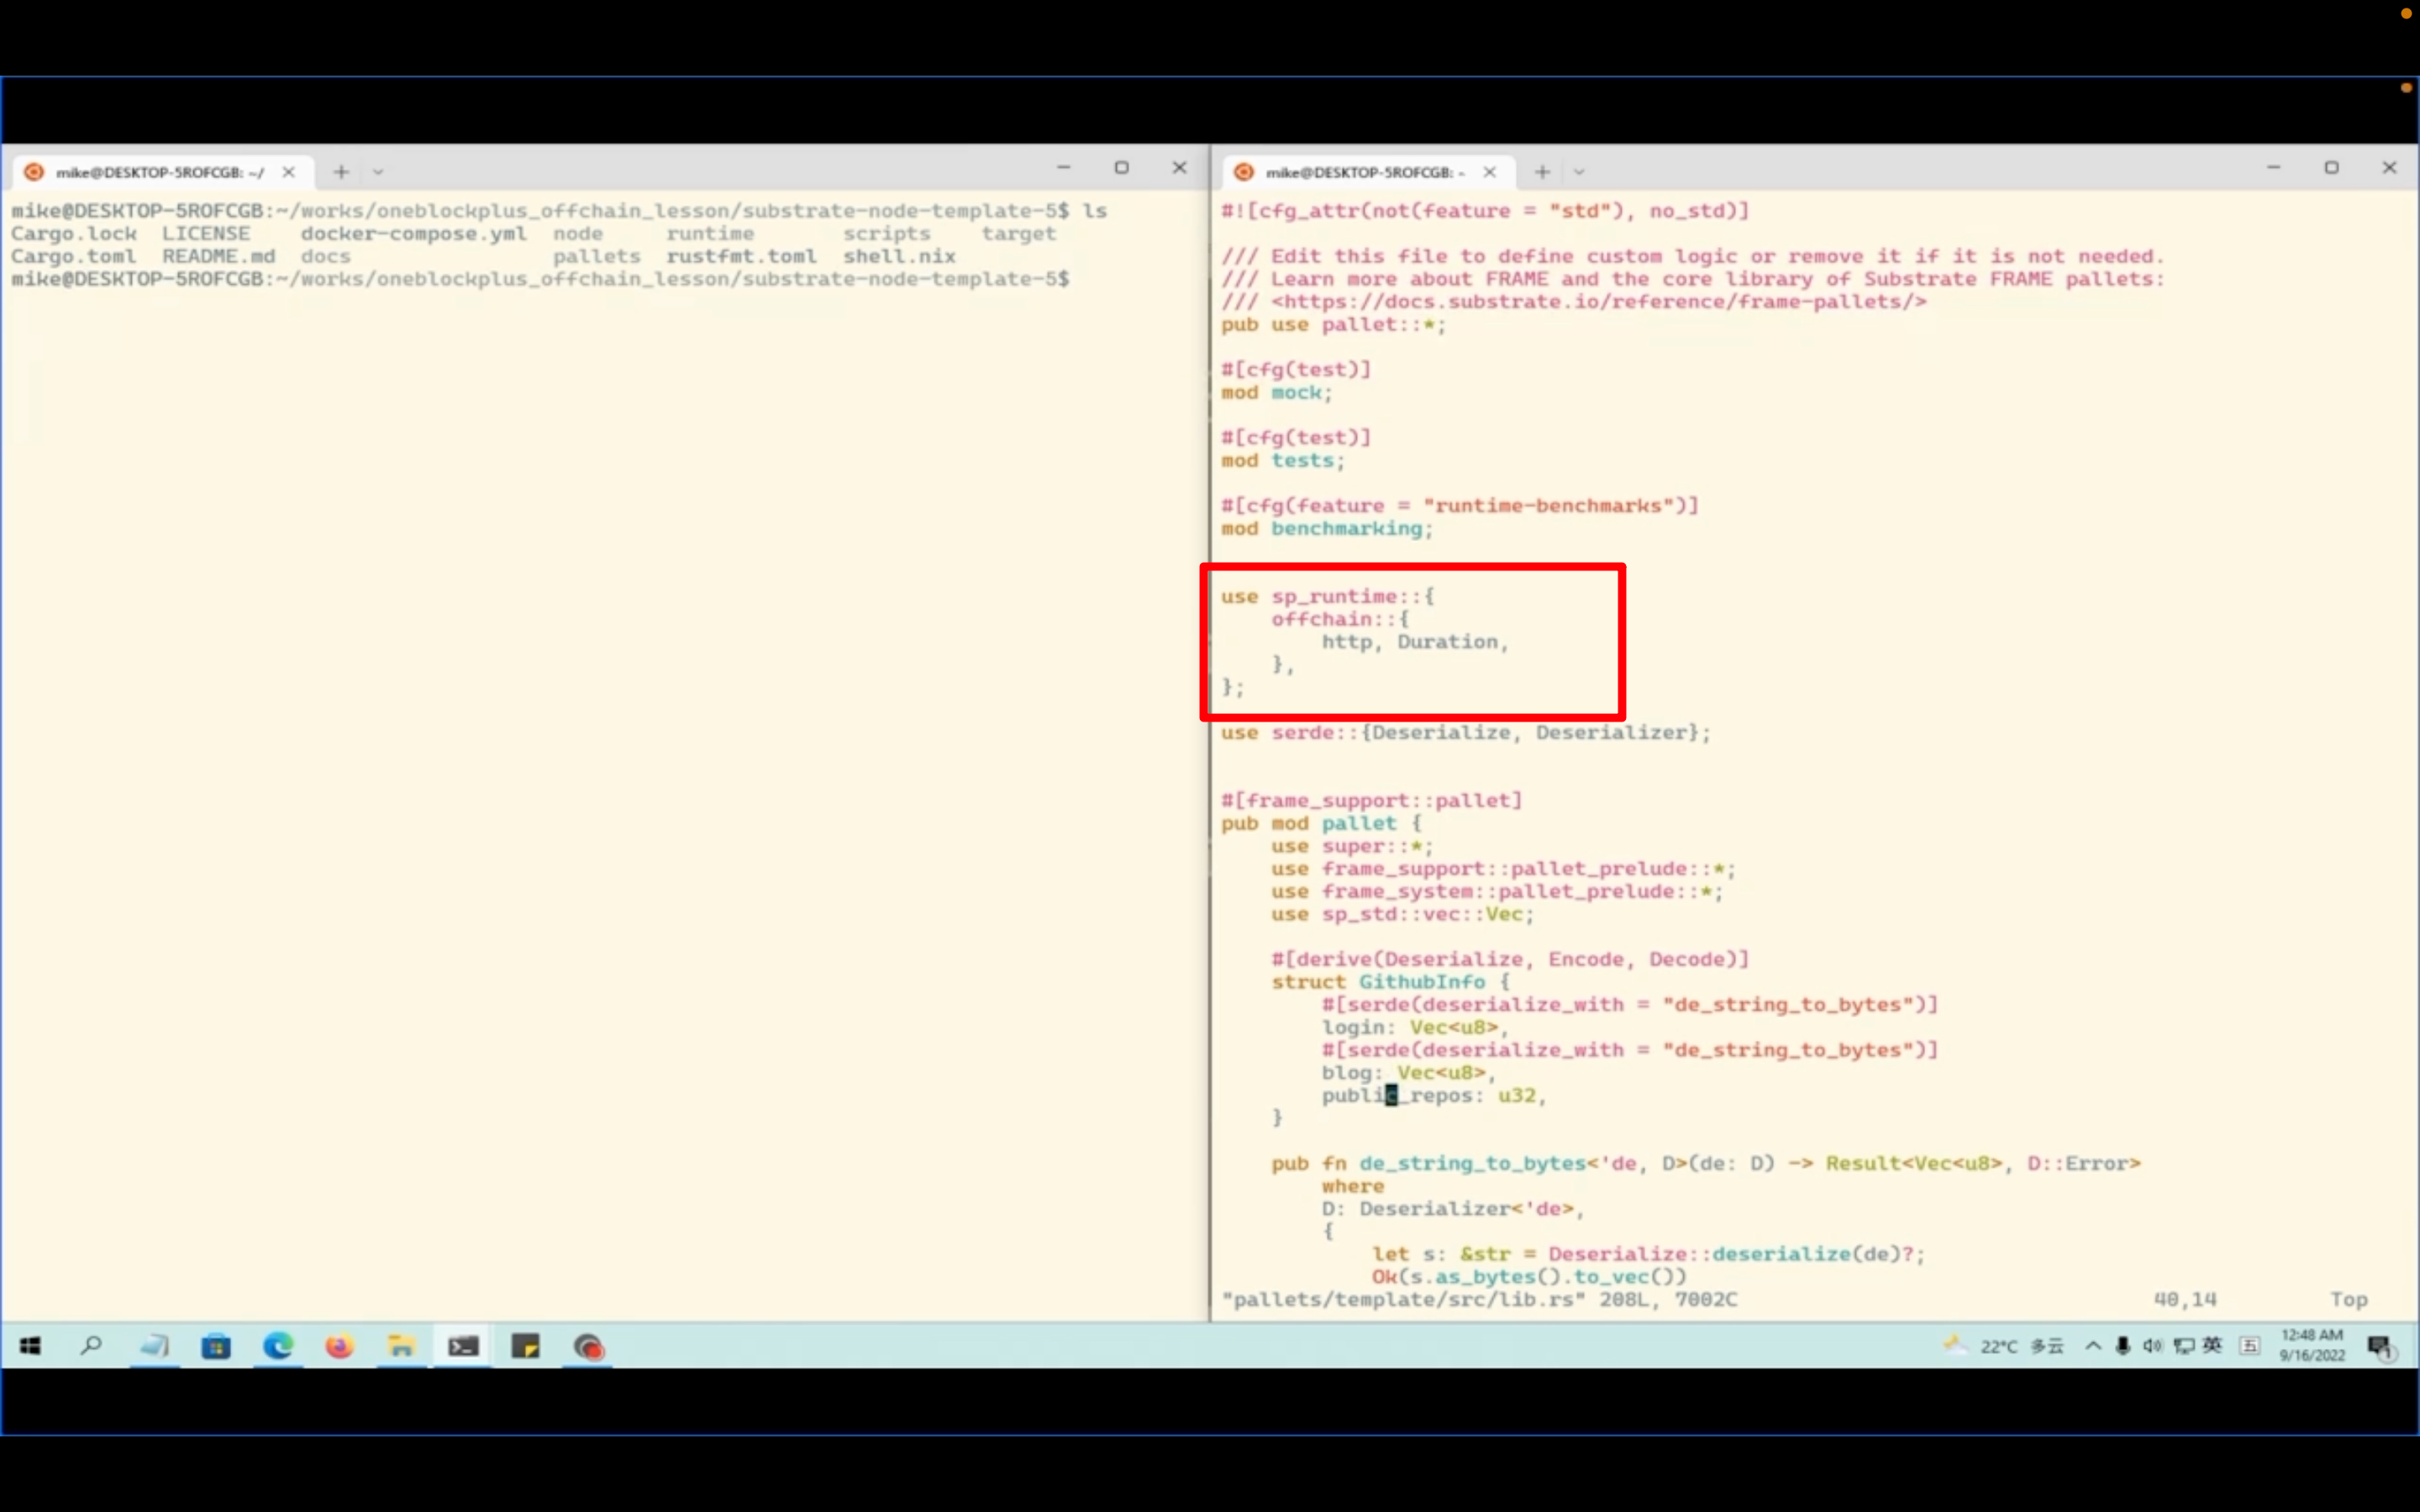 mike@DESKTOP-5ROFCGB: ~/
mike@DESKTOP-5ROFCGB:~/works/oneblockplus_offchain_lesson/substrate-node-template-5$ ls
Cargo.lock  LICENSE    docker-compose.yml  node     runtime       scripts    target
Cargo.toml  README.md  docs                pallets  rustfmt.toml  shell.nix
mike@DESKTOP-5ROFCGB:~/works/oneblockplus_offchain_lesson/substrate-node-template-5$
mike@DESKTOP-5ROFCGB: ~
#![cfg_attr(not(feature = "std"), no_std)]
/// Edit this file to define custom logic or remove it if it is not needed.
/// Learn more about FRAME and the core library of Substrate FRAME pallets:
/// <https://docs.substrate.io/reference/frame-pallets/>
pub use pallet::*;
#[cfg(test)]
mod mock;
#[cfg(test)]
mod tests;
#[cfg(feature = "runtime-benchmarks")]
mod benchmarking;
use sp_runtime::{
    offchain::{
        http, Duration,
    },
};
use serde::{Deserialize, Deserializer};
#[frame_support::pallet]
pub mod pallet {
    use super::*;
    use frame_support::pallet_prelude::*;
    use frame_system::pallet_prelude::*;
    use sp_std::vec::Vec;
    #[derive(Deserialize, Encode, Decode)]
    struct GithubInfo {
        #[serde(deserialize_with = "de_string_to_bytes")]
        login: Vec<u8>,
        #[serde(deserialize_with = "de_string_to_bytes")]
        blog: Vec<u8>,
        public_repos: u32,
    }
    pub fn de_string_to_bytes<'de, D>(de: D) -> Result<Vec<u8>, D::Error>
        where
        D: Deserializer<'de>,
        {
            let s: &str = Deserialize::deserialize(de)?;
            Ok(s.as_bytes().to_vec())
"pallets/template/src/lib.rs" 208L, 7002C    40,14    Top
22°C 多云
英
五
12:48 AM
9/16/2022
1